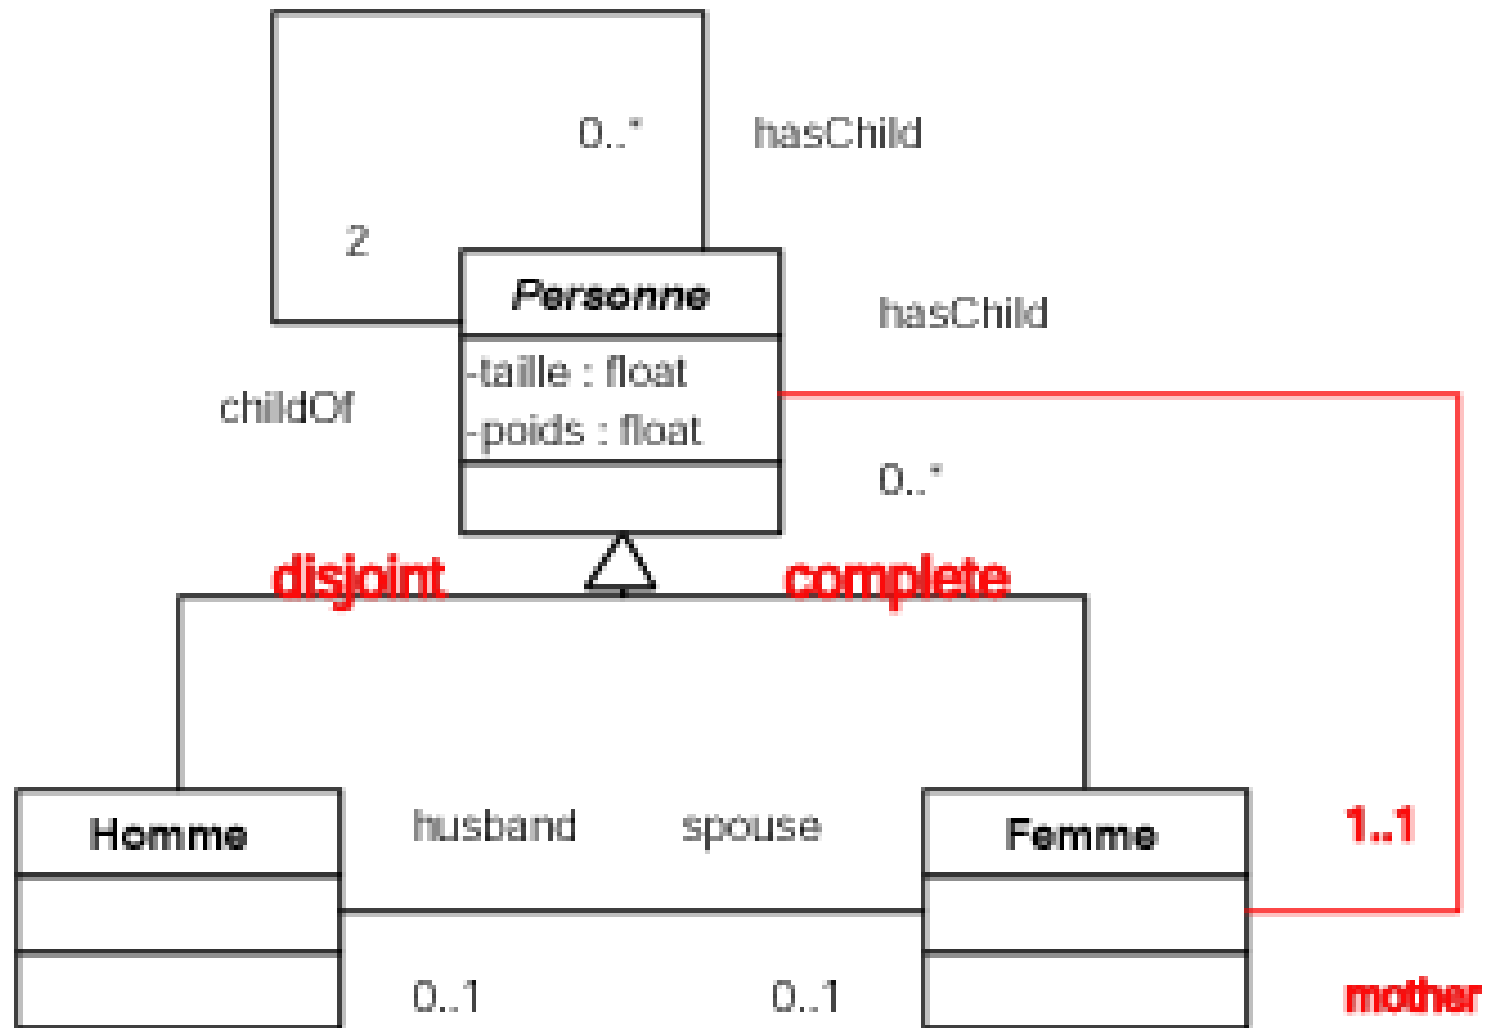 0..* hasChild
2
Personne
hasChild
-taille : float
childOf
-poids : float
0..*
disjoint complete
Homme
husband spouse
Femme
1..1
0..1 0..1
mother